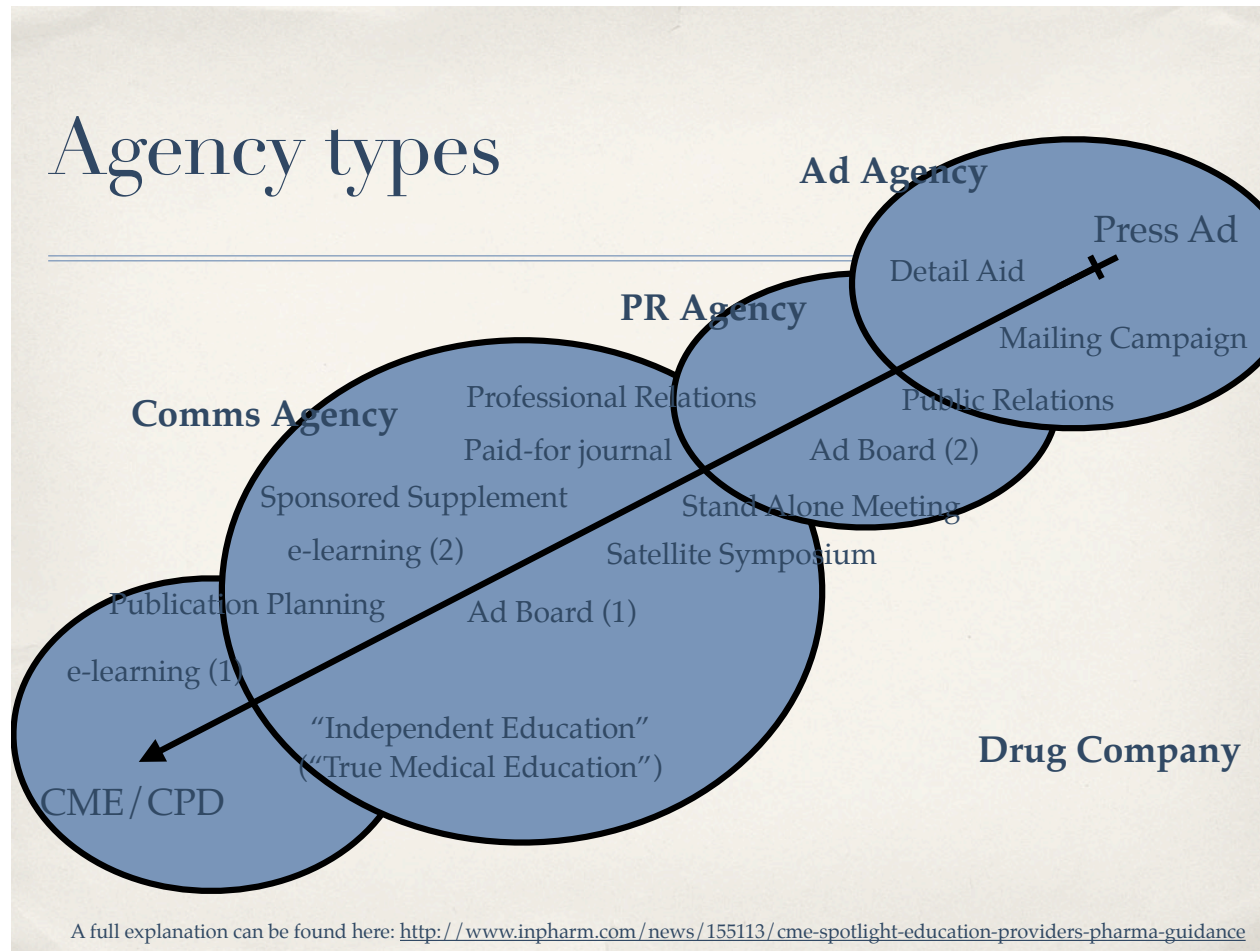 Agency types
Ad Agency
Press Ad
Detail Aid
PR Agency
Mailing Campaign
Professional Relations
Public Relations
Comms Agency
Paid-for journal
Ad Board (2)
Sponsored Supplement
Stand Alone Meeting
e-learning (2)
Satellite Symposium
Publication Planning
Ad Board (1)
e-learning (1)
“Independent Education”
(“True Medical Education”)
Drug Company
CME/CPD
A full explanation can be found here: http://www.inpharm.com/news/155113/cme-spotlight-education-providers-pharma-guidance